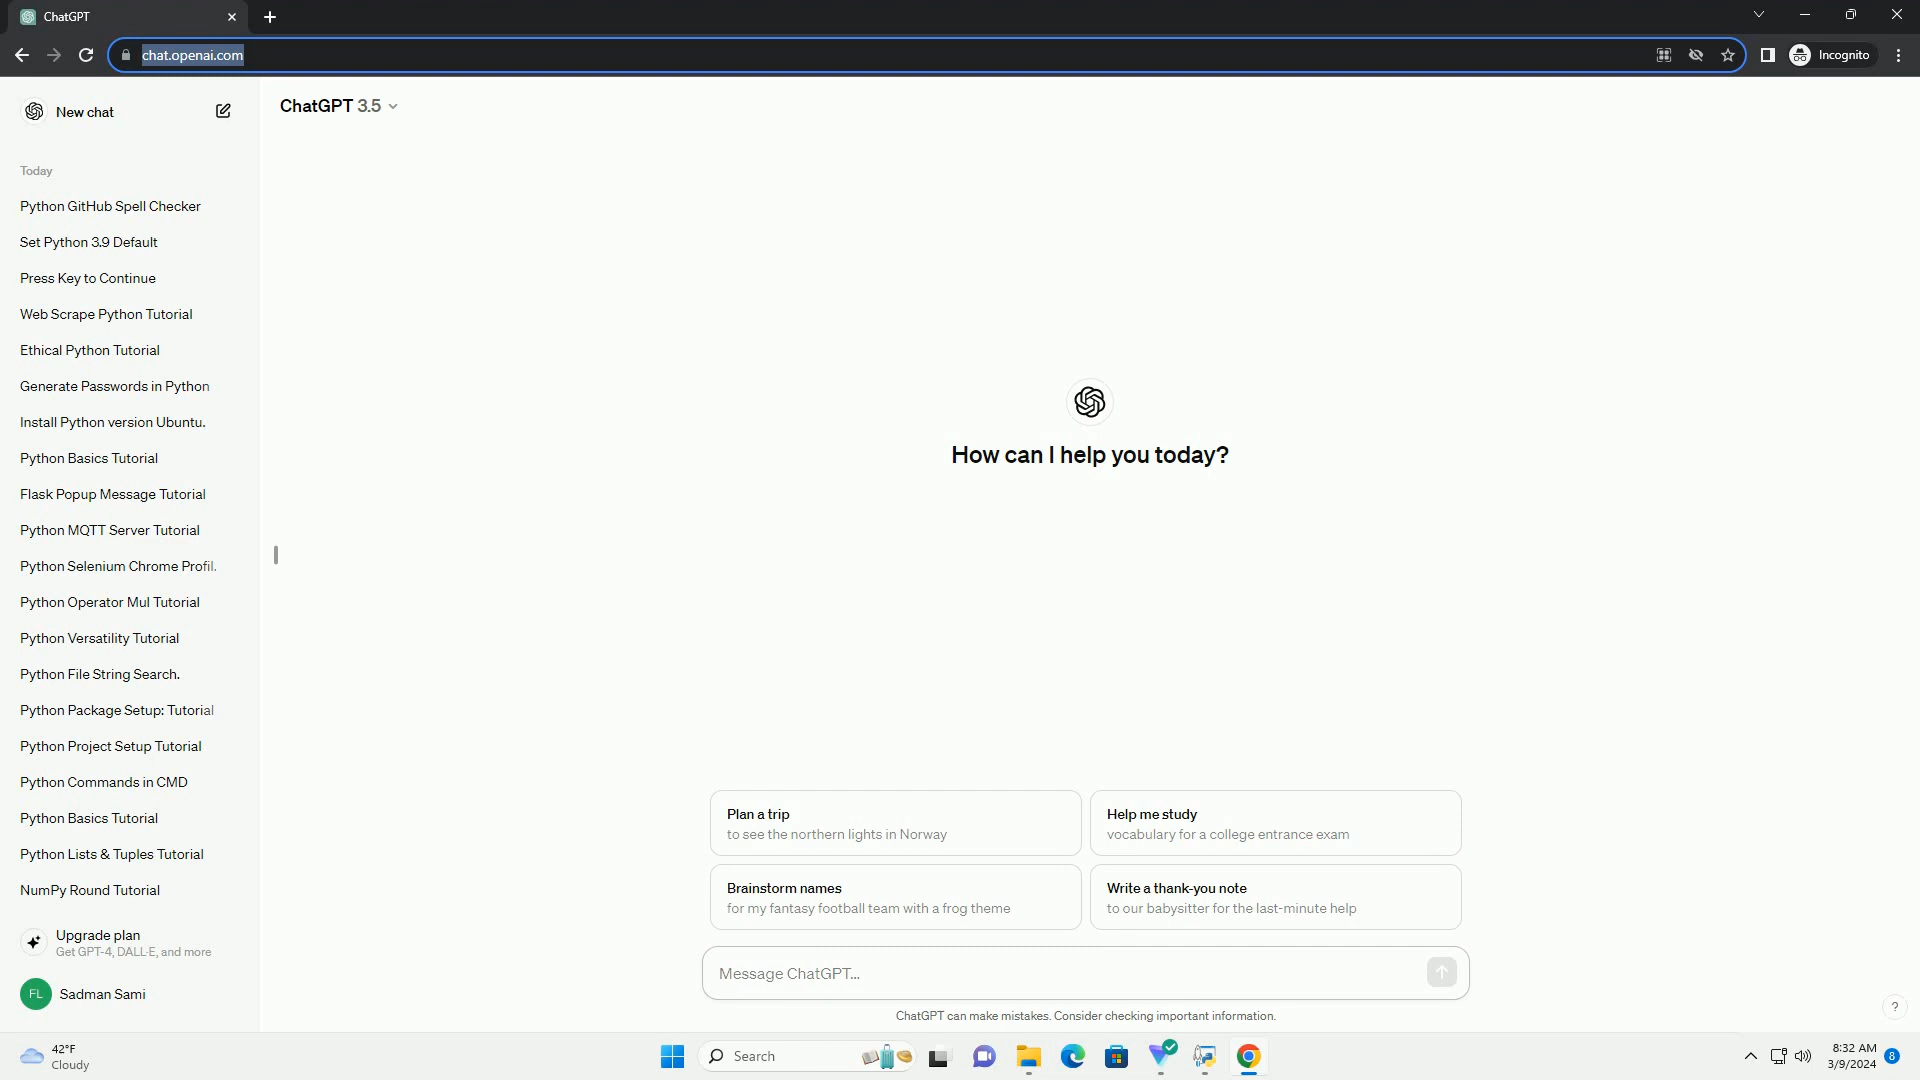 ChatGPT
chat.openai.com
Incognito
New chat
ChatGPT 3.5
Today
Python GitHub Spell Checker
Set Python 3.9 Default
Press Key to Continue
Web Scrape Python Tutorial
Ethical Python Tutorial
Generate Passwords in Python
Install Python version Ubuntu.
Python Basics Tutorial
Flask Popup Message Tutorial
Python MQTT Server Tutorial
Python Selenium Chrome Profil.
Python Operator Mul Tutorial
Python Versatility Tutorial
Python File String Search.
Python Package Setup: Tutorial
Python Project Setup Tutorial
Python Commands in CMD
Python Basics Tutorial
Python Lists & Tuples Tutorial
NumPy Round Tutorial
Upgrade plan
Get GPT-4, DALL·E, and more
FL Sadman Sami
How can I help you today?
Plan a trip
to see the northern lights in Norway
Help me study
vocabulary for a college entrance exam
Brainstorm names
for my fantasy football team with a frog theme
Write a thank-you note
to our babysitter for the last-minute help
Message ChatGPT...
ChatGPT can make mistakes. Consider checking important information.
?
42°F
Cloudy
Search
8:32 AM
3/9/2024
8